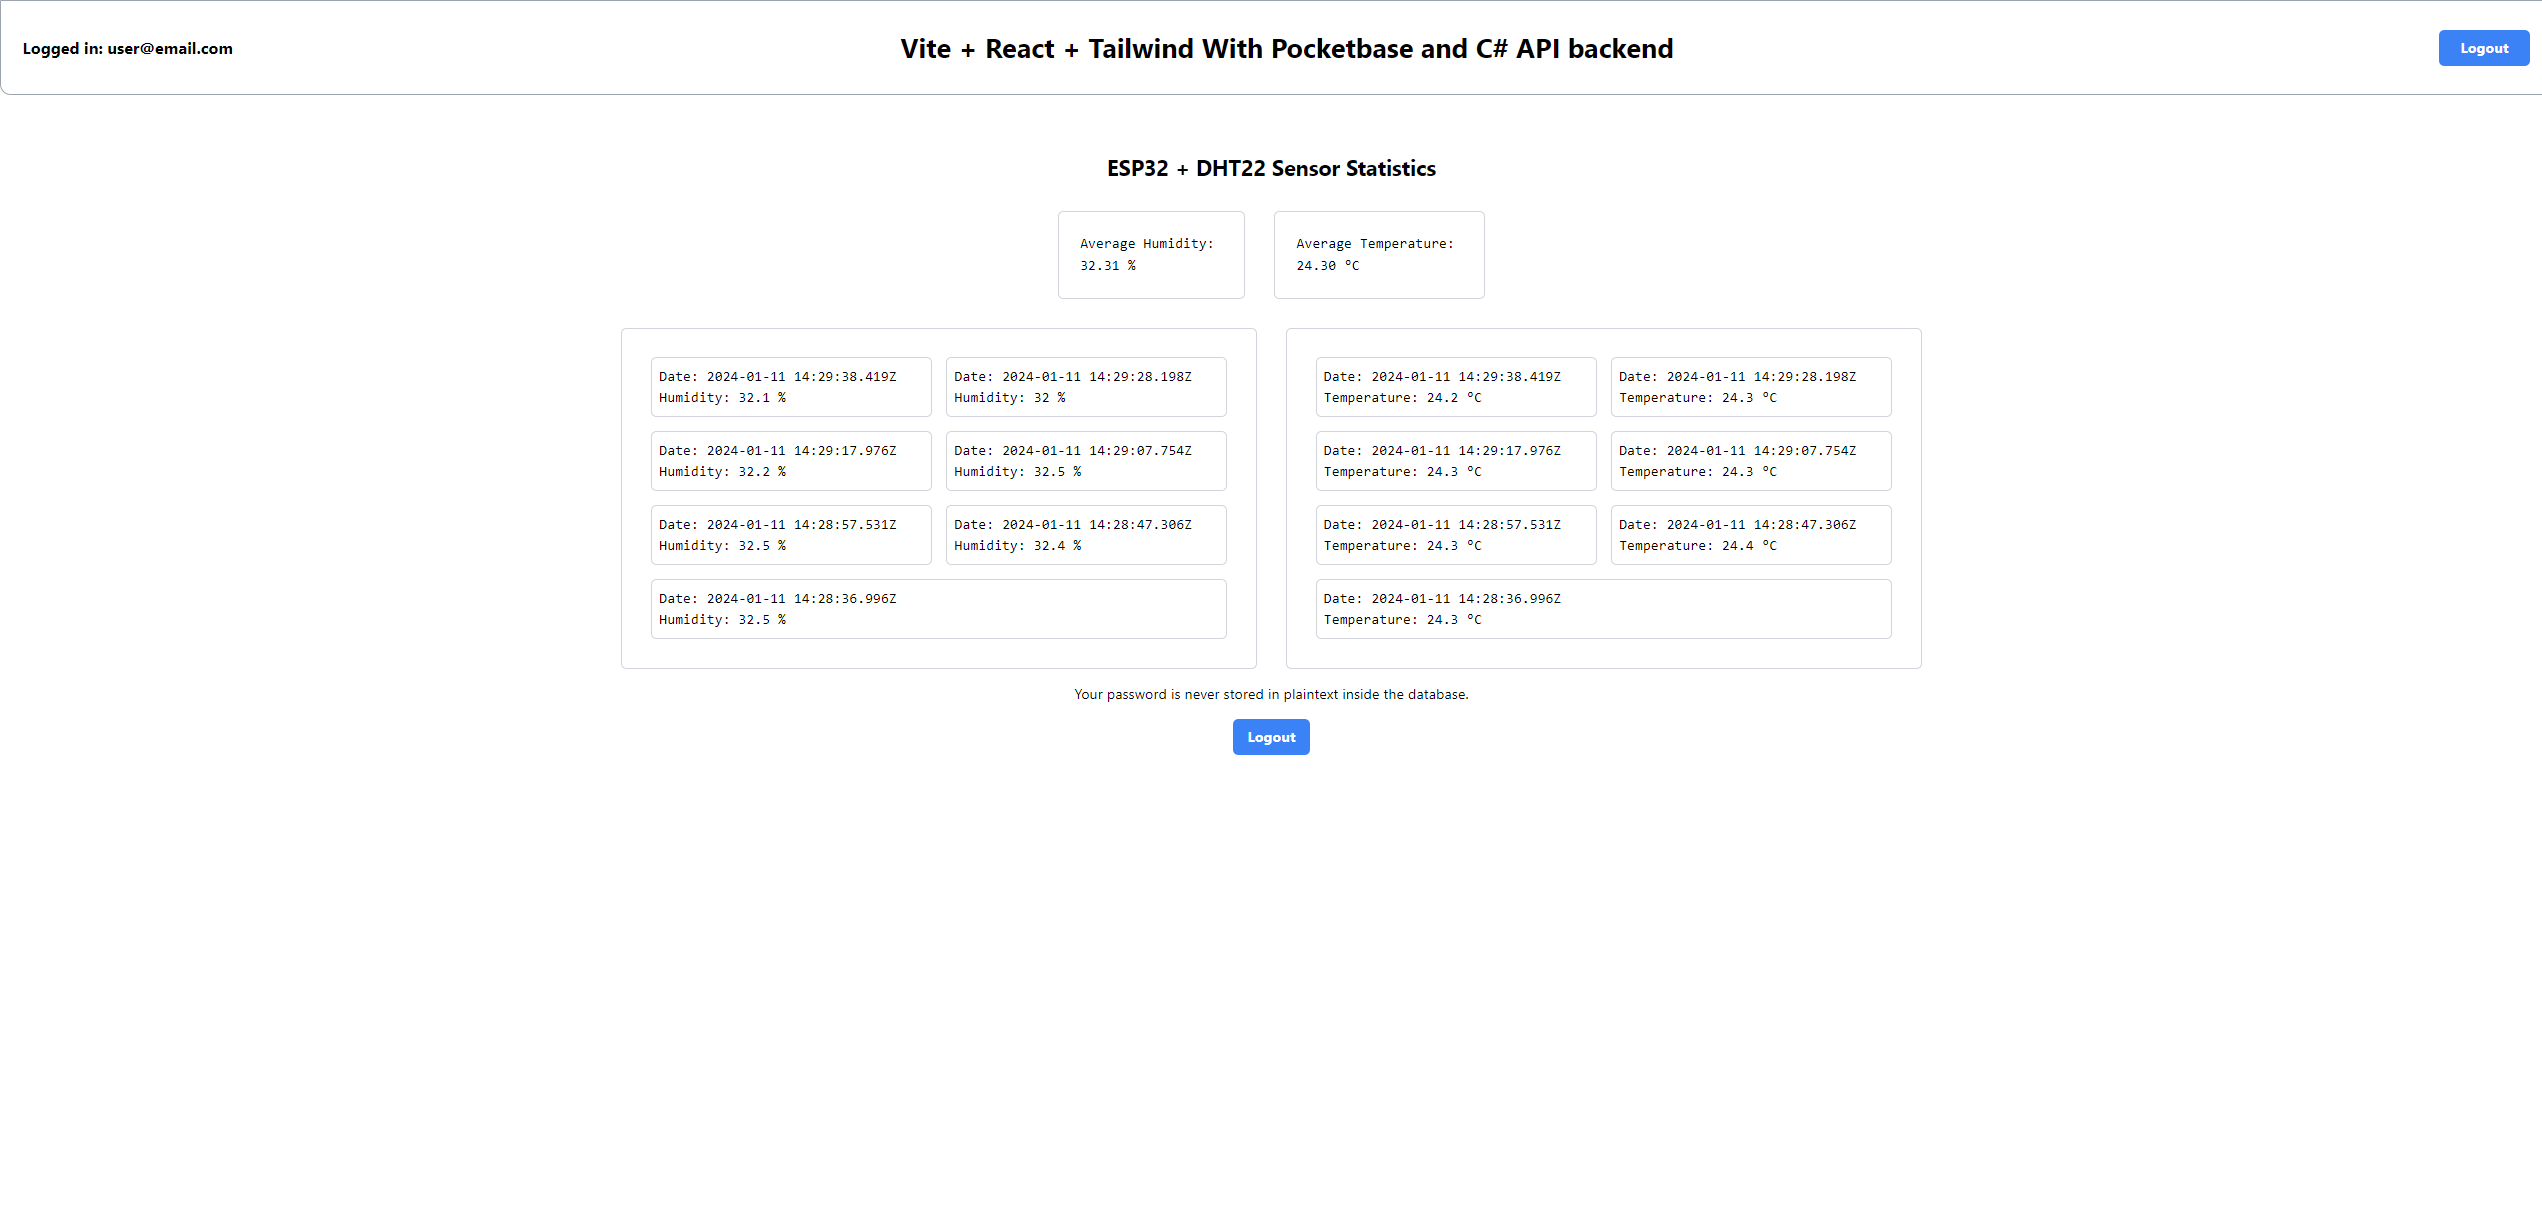 Logged in: user@email.com
Vite + React + Tailwind With Pocketbase and C# API backend
Logout
ESP32 + DHT22 Sensor Statistics
Average Humidity:
32.31 %
Average Temperature:
24.30 °C
Date: 2024-01-11 14:29:38.419Z
Humidity: 32.1 %
Date: 2024-01-11 14:29:28.198Z
Humidity: 32 %
Date: 2024-01-11 14:29:17.976Z
Humidity: 32.2 %
Date: 2024-01-11 14:29:07.754Z
Humidity: 32.5 %
Date: 2024-01-11 14:28:57.531Z
Humidity: 32.5 %
Date: 2024-01-11 14:28:47.306Z
Humidity: 32.4 %
Date: 2024-01-11 14:28:36.996Z
Humidity: 32.5 %
Date: 2024-01-11 14:29:38.419Z
Temperature: 24.2 °C
Date: 2024-01-11 14:29:28.198Z
Temperature: 24.3 °C
Date: 2024-01-11 14:29:17.976Z
Temperature: 24.3 °C
Date: 2024-01-11 14:29:07.754Z
Temperature: 24.3 °C
Date: 2024-01-11 14:28:57.531Z
Temperature: 24.3 °C
Date: 2024-01-11 14:28:47.306Z
Temperature: 24.4 °C
Date: 2024-01-11 14:28:36.996Z
Temperature: 24.3 °C
Your password is never stored in plaintext inside the database.
Logout